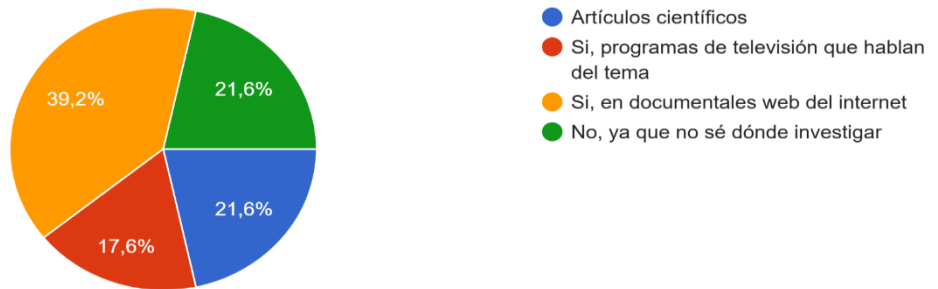 39,2%
21,6%
21,6%
17,6%
Artículos científicos
Si, programas de televisión que hablan
del tema
Si, en documentales web del internet
No, ya que no sé dónde investigar